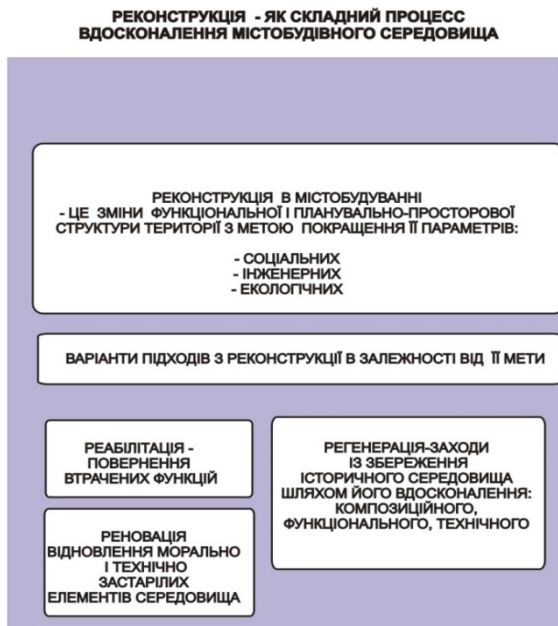 РЕКОНСТРУКЦІЯ - ЯК СКЛАДНИЙ ПРОЦЕСС
ВДОСКОНАЛЕННЯ МІСТОБУДІВНОГО СЕРЕДОВИЩА
РЕКОНСТРУКЦІЯ В МІСТОБУДУВАННІ
- ЦЕ ЗМІНИ ФУНКЦІОНАЛЬНОЇ І ПЛАНУВАЛЬНО-ПРОСТОРОВОЇ
СТРУКТУРИ ТЕРИТОРІЇ З МЕТОЮ ПОКРАЩЕННЯ ЇЇ ПАРАМЕТРІВ:
- СОЦІАЛЬНИХ
- ІНЖЕНЕРНИХ
- ЕКОЛОГІЧНИХ
ВАРІАНТИ ПІДХОДІВ З РЕКОНСТРУКЦІЇ В ЗАЛЕЖНОСТІ ВІД ЇЇ МЕТИ
РЕАБІЛІТАЦІЯ -
ПОВЕРНЕННЯ
ВТРАЧЕНИХ ФУНКЦІЙ
РЕГЕНЕРАЦІЯ-ЗАХОДИ
ІЗ ЗБЕРЕЖЕННЯ
ІСТОРИЧНОГО СЕРЕДОВИЩА
ШЛЯХОМ ЙОГО ВДОСКОНАЛЕННЯ:
КОМПОЗИЦІЙНОГО,
ФУНКЦІОНАЛЬНОГО, ТЕХНІЧНОГО
РЕНОВАЦІЯ
ВІДНОВЛЕННЯ МОРАЛЬНО
І ТЕХНІЧНО
ЗАСТАРІЛИХ
ЕЛЕМЕНТІВ СЕРЕДОВИЩА